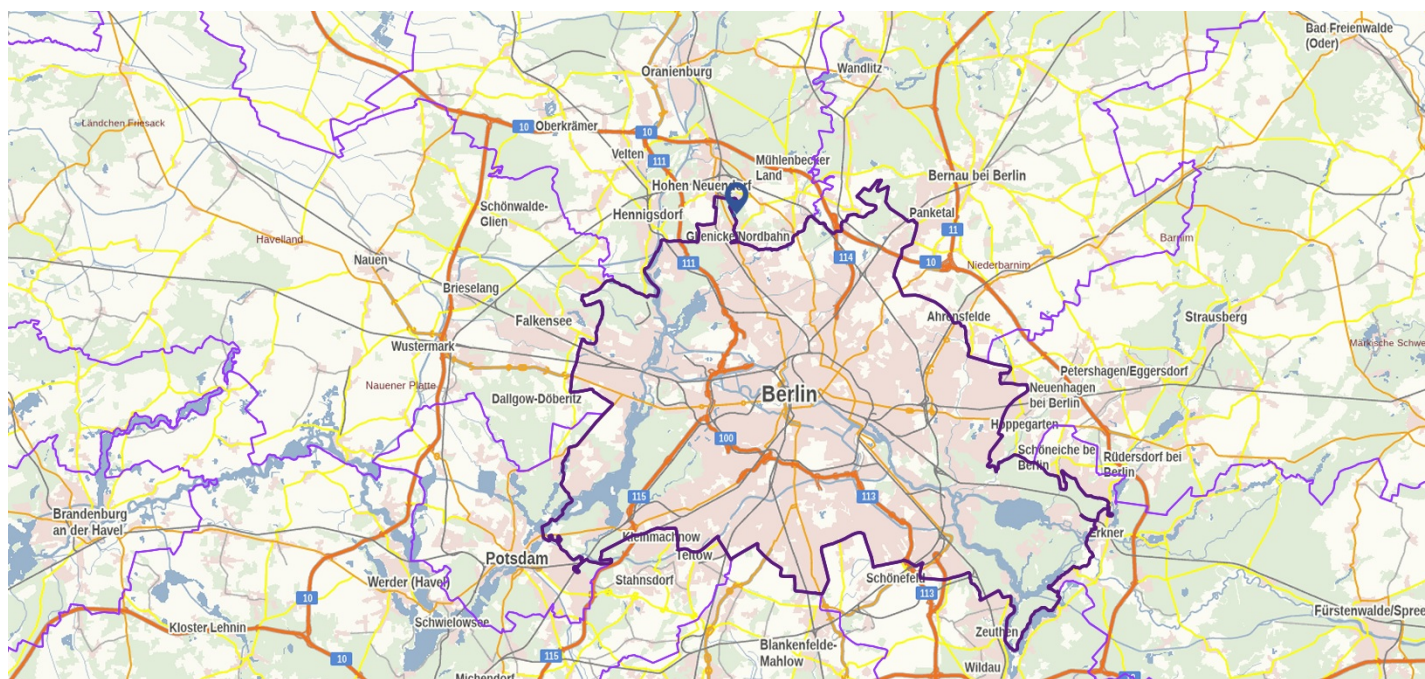 Bad Freienwalde
(Oder)
Wandlitz
Oranienburg
Ländchen Friesack
10
Oberkrämer
10
Velten
111
Mühlenbecker
Land
Bernau bei Berlin
Hohen Neuendorf
Schönwalde-
Glien
Hennigsdorf
Panketal
11
Havelland
Glienicke/Nordbahn
Barnim
Nauen
111
114
10
Niederbarnim
Brieselang
Falkensee
Ahrensfelde
Strausberg
Wustermark
Märkische Schwe
Petershagen/Eggersdorf
Nauener Platte
Neuenhagen
bei Berlin
Dallgow-Döberitz
Berlin
Hoppegarten
100
Schöneiche be
Berlin
Rüdersdorf bei
Berlin
115
113
Brandenburg
an der Havel
Erkner
Kleinmachnow
Teltow
Potsdam
Werder (Havel)
Stahnsdorf
Schönefeld
113
10
Fürstenwalde/Spree
Schwielowsee
Kloster Lehnin
Zeuthen
Blankenfelde-
Mahlow
10
115
Wildau
Michendorf
10